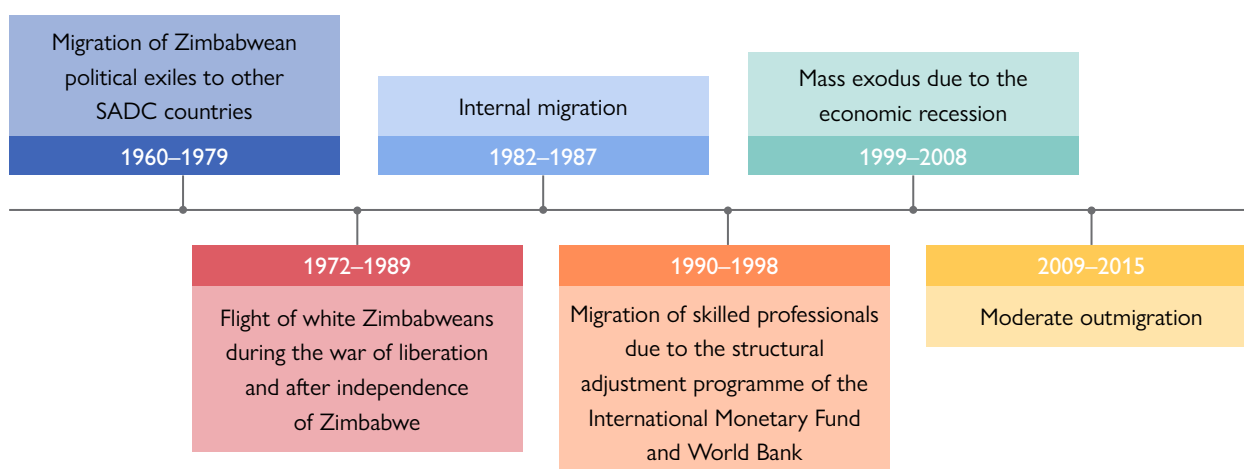 Migration of Zimbabwean
political exiles to other
SADC countries
1960–1979
1972–1989
Flight of white Zimbabweans
during the war of liberation
and after independence
of Zimbabwe
Internal migration
1982–1987
1990–1998
Migration of skilled professionals
due to the structural
adjustment programme of the
International Monetary Fund
and World Bank
Mass exodus due to the
economic recession
1999–2008
2009–2015
Moderate outmigration